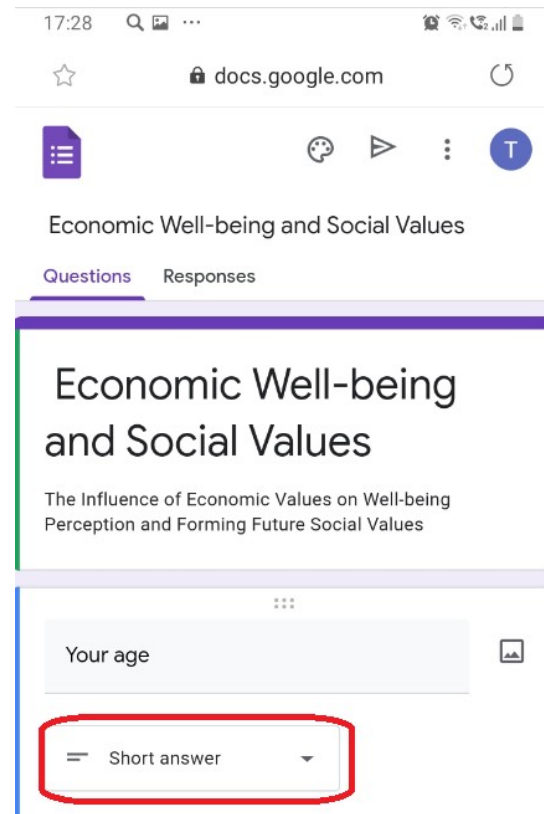 17:28
docs.google.com
T
Economic Well-being and Social Values
Questions Responses
Economic Well-being
and Social Values
The Influence of Economic Values on Well-being
Perception and Forming Future Social Values
Your age
Short answer